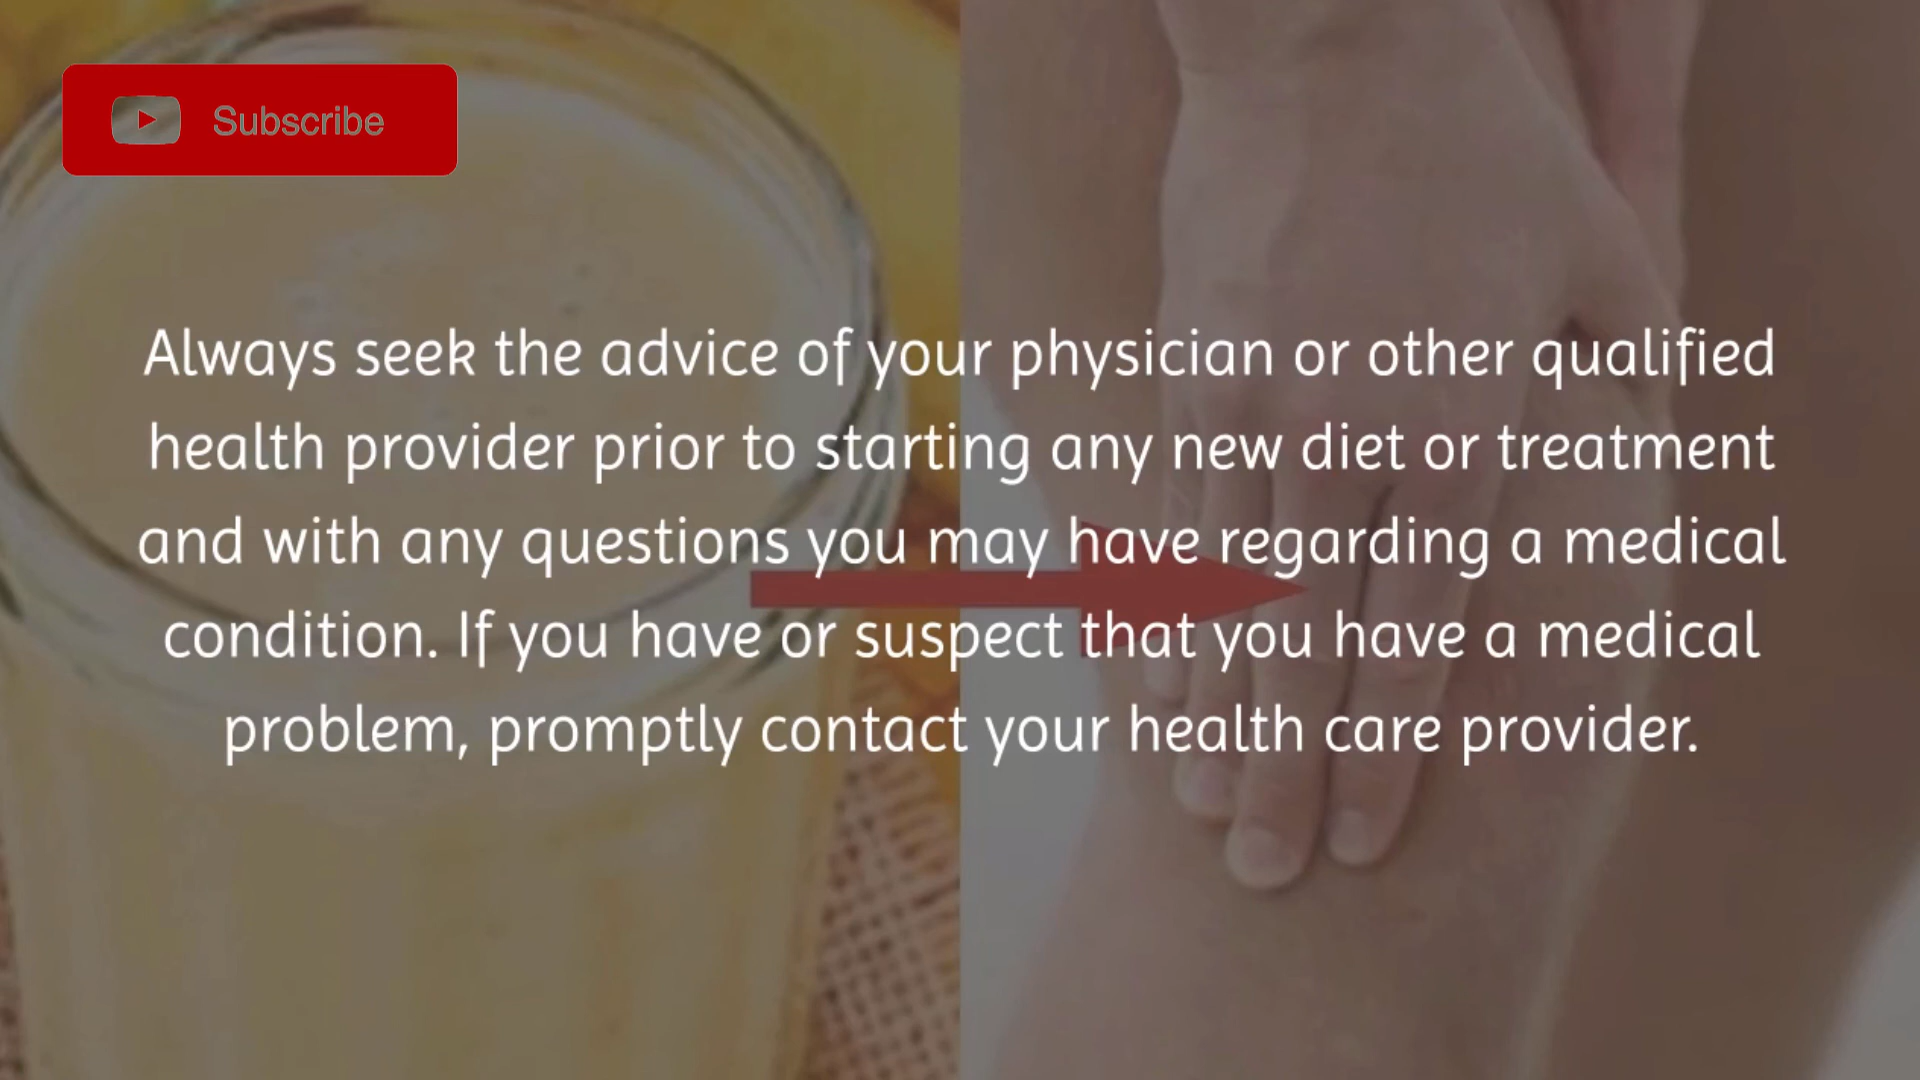 Subscribe
Always seek the advice of your physician or other qualified
health provider prior to starting any new diet or treatment
and with any questions you may have regarding a medical
condition. If you have or suspect that you have a medical
problem, promptly contact your health care provider.